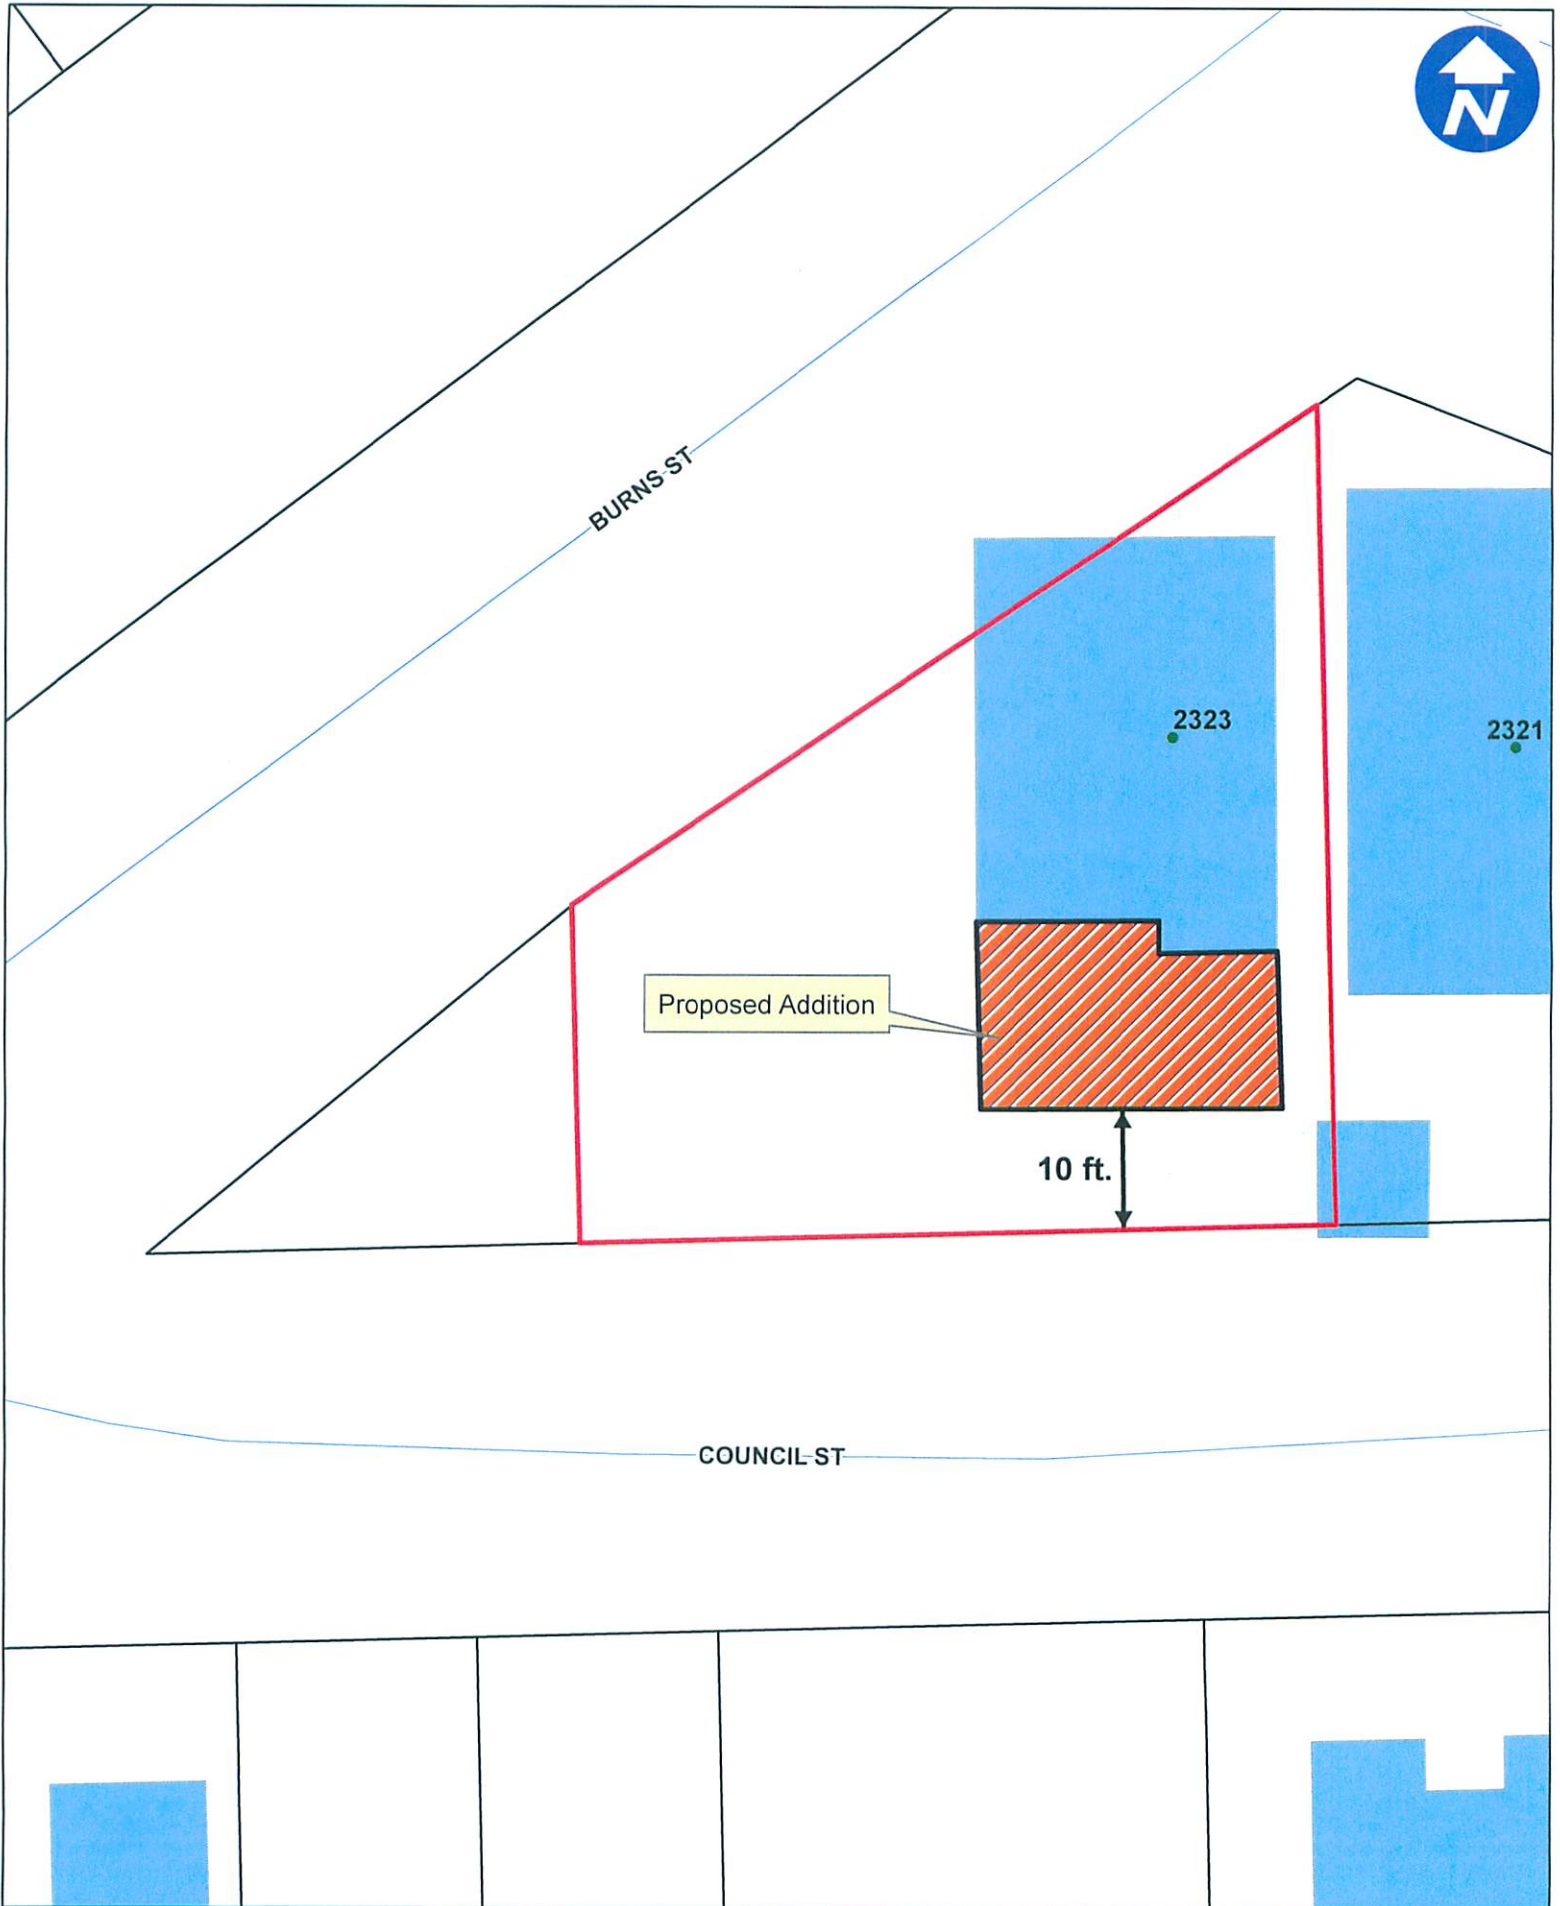 N
BURNS ST
2323
2321
Proposed Addition
10 ft.
COUNCIL ST